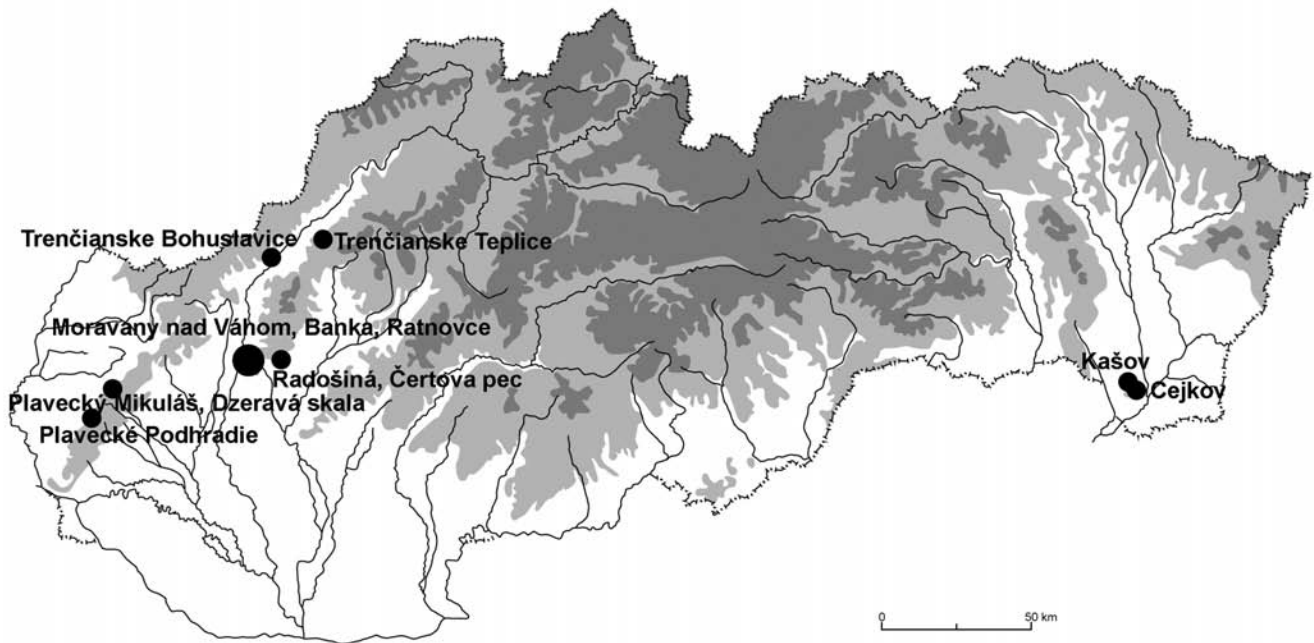 Trenčianske Bohuslavice
Trenčianske Teplice
Moravany nad Váhom, Banka, Ratnovce
Radošiná, Čertova pec
Plavecký Mikuláš, Dzeravá skala
Plavecké Podhradie
Kašov
Cejkov
0 50 km